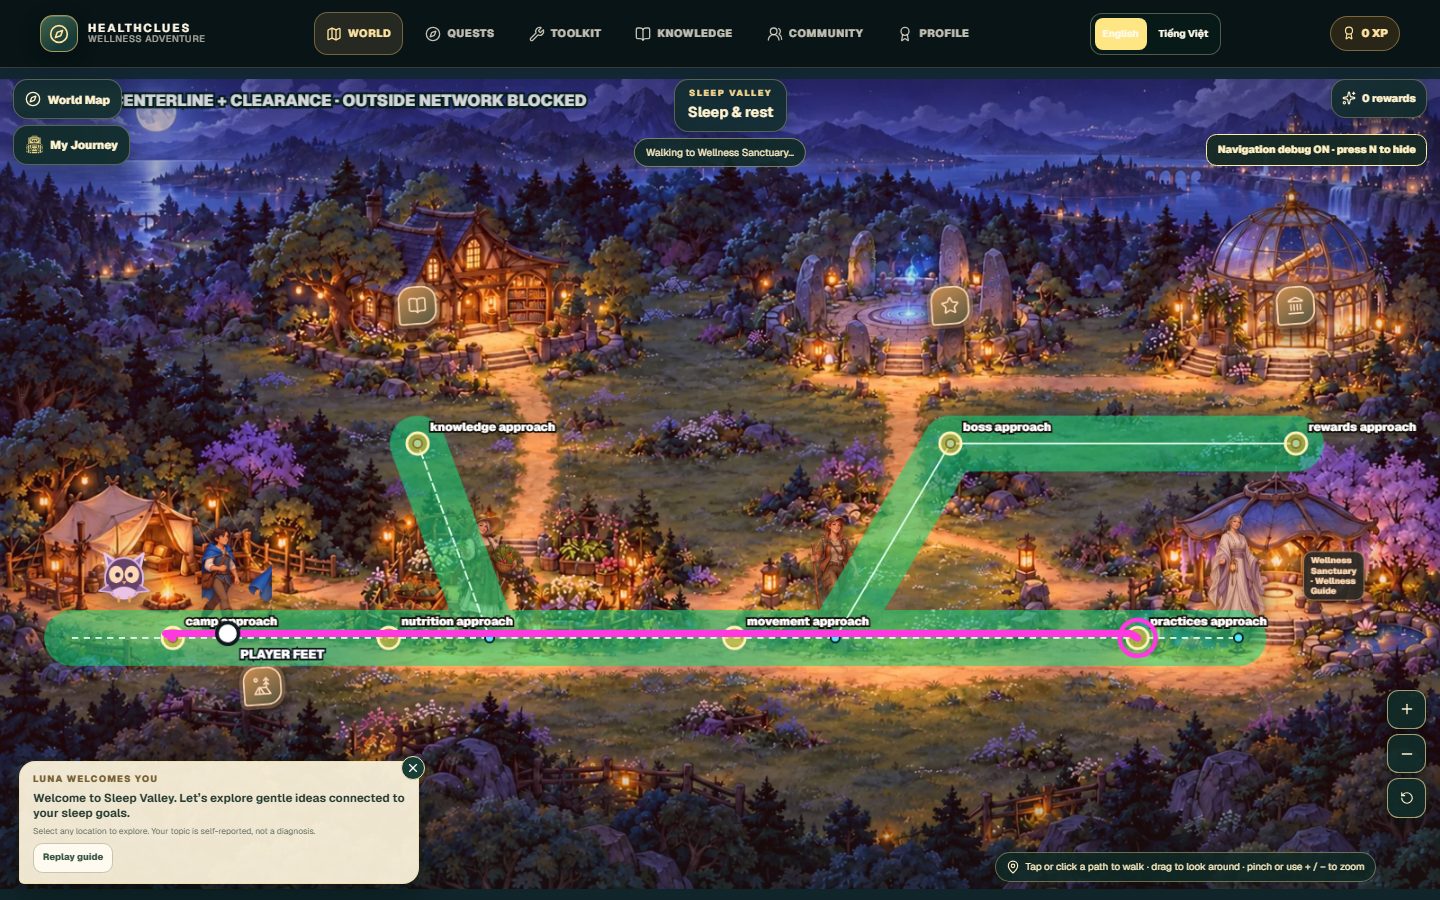 HEALTHCLUES
WELLNESS ADVENTURE
WORLD
QUESTS
TOOLKIT
KNOWLEDGE
COMMUNITY
PROFILE
English
Tiếng Việt
0 XP
World Map
CENTERLINE + CLEARANCE · OUTSIDE NETWORK BLOCKED
My Journey
SLEEP VALLEY
Sleep & rest
Walking to Wellness Sanctuary…
0 rewards
Navigation debug ON · press N to hide
knowledge approach
boss approach
rewards approach
Wellness
Sanctuary
· Wellness
Guide
camp approach
nutrition approach
movement approach
practices approach
PLAYER FEET
LUNA WELCOMES YOU
Welcome to Sleep Valley. Let's explore gentle ideas connected to
your sleep goals.
Select any location to explore. Your topic is self-reported, not a diagnosis.
Replay guide
Tap or click a path to walk · drag to look around · pinch or use + / − to zoom